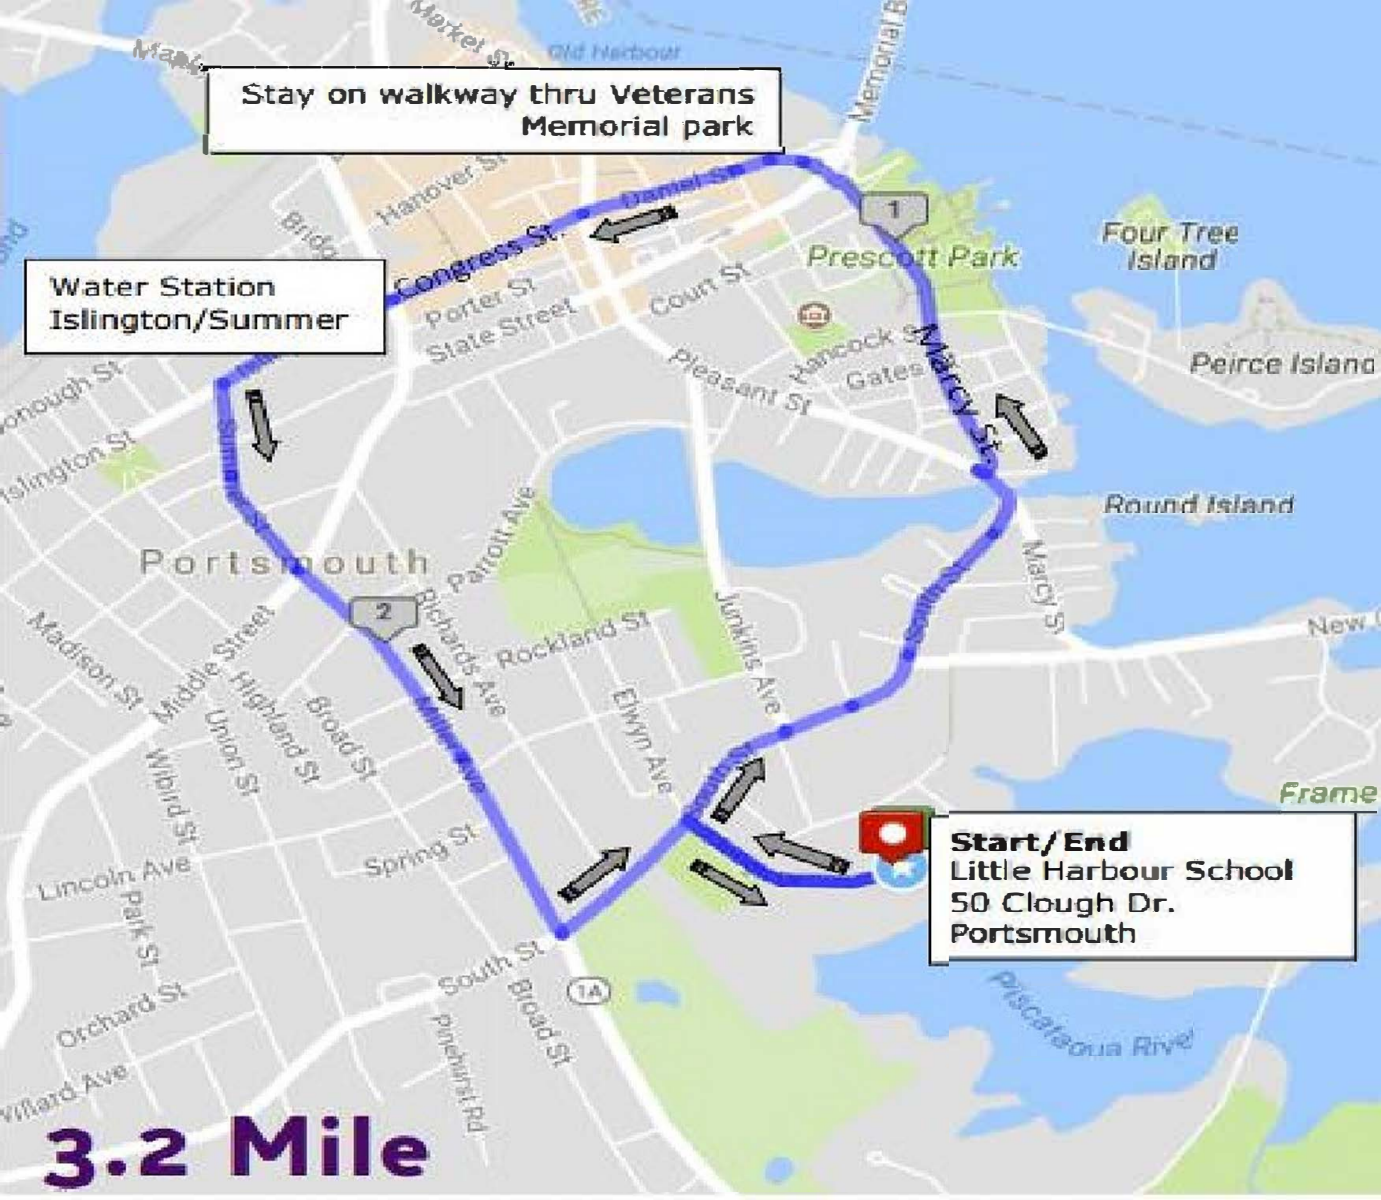 Market St.
Old Harbour
Stay on walkway thru Veterans
Memorial park
Hanover St
Daniel St
1
Four Tree
Island
Prescott Park
Congress St.
Water Station
Islington/Summer
Porter St
State Street
Court St
Hancock S
Gates
Marcy St.
Peirce Island
Pleasant St
Islington St
Summer St
Round Island
Portsmouth
Parrott Ave
Marcy St
2
Richards Ave
Rockland St
Junkins Ave
South St
New
Madison St
Middle Street
Highland St
Union St
Broad St
Elwyn Ave
Miller Ave
Wibird St
South St
Frame
Start/End
Little Harbour School
50 Clough Dr.
Portsmouth
Spring St
Lincoln Ave
Park St
South St
1A
Broad St
Orchard St
Pinehurst Rd
Piscataqua River
3.2 Mile